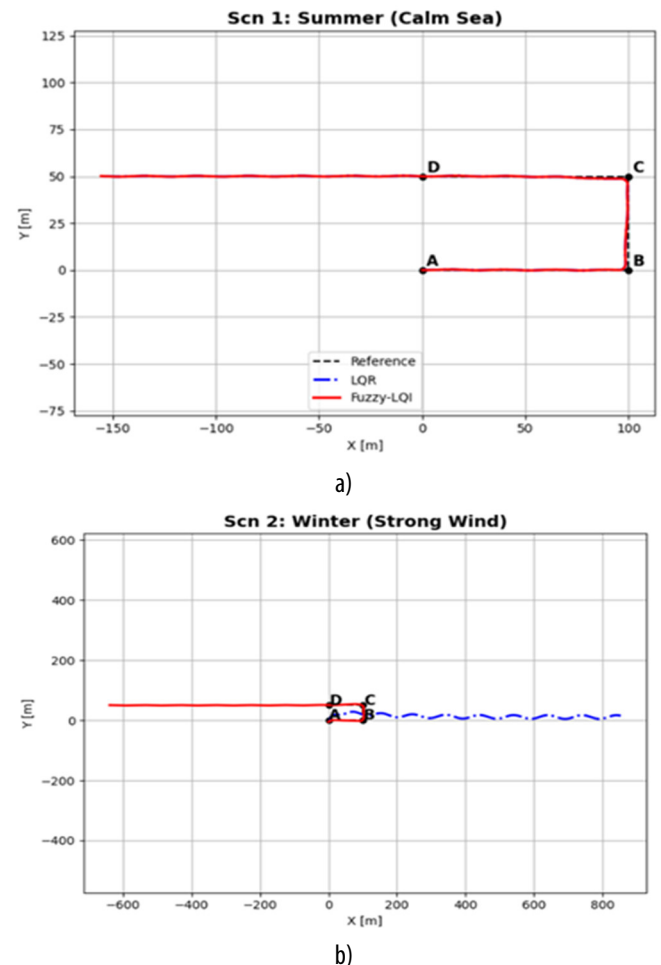 Scn 1: Summer (Calm Sea)
125
100
75
50
25
0
−25
−50
−75
Y [m]
D
C
A
B
Reference
LQR
Fuzzy-LQI
−150 −100 −50 0 50 100
X [m]
a)
Scn 2: Winter (Strong Wind)
600
400
200
0
−200
−400
Y [m]
D C
A B
−600 −400 −200 0 200 400 600 800
X [m]
b)